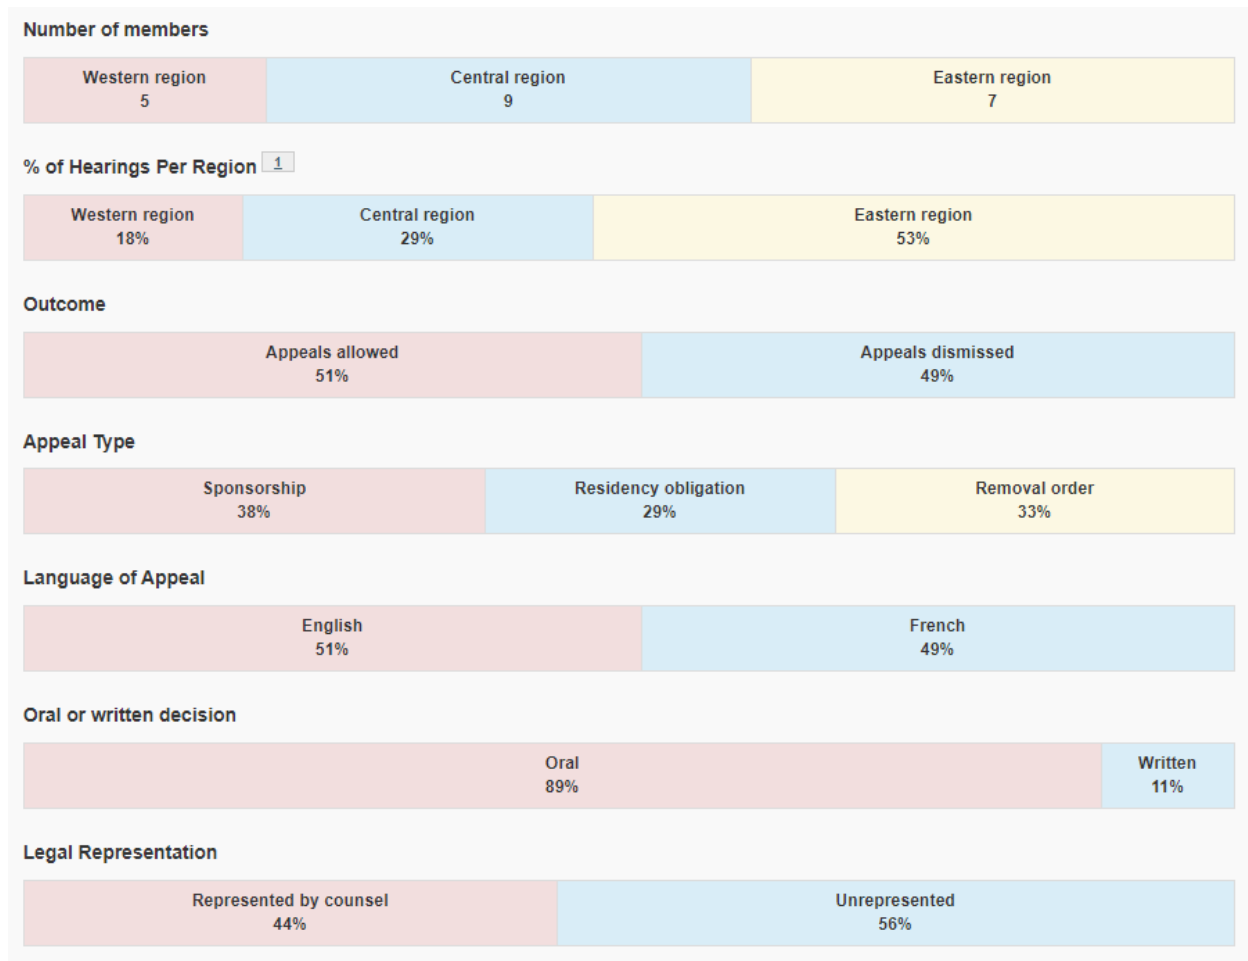 Number of members
Western region Central region Eastern region
5 9 7
% of Hearings Per Region 1
Western region Central region Eastern region
18% 29% 53%
Outcome
Appeals allowed Appeals dismissed
51% 49%
Appeal Type
Sponsorship Residency obligation Removal order
38% 29% 33%
Language of Appeal
English French
51% 49%
Oral or written decision
Oral Written
89% 11%
Legal Representation
Represented by counsel Unrepresented
44% 56%